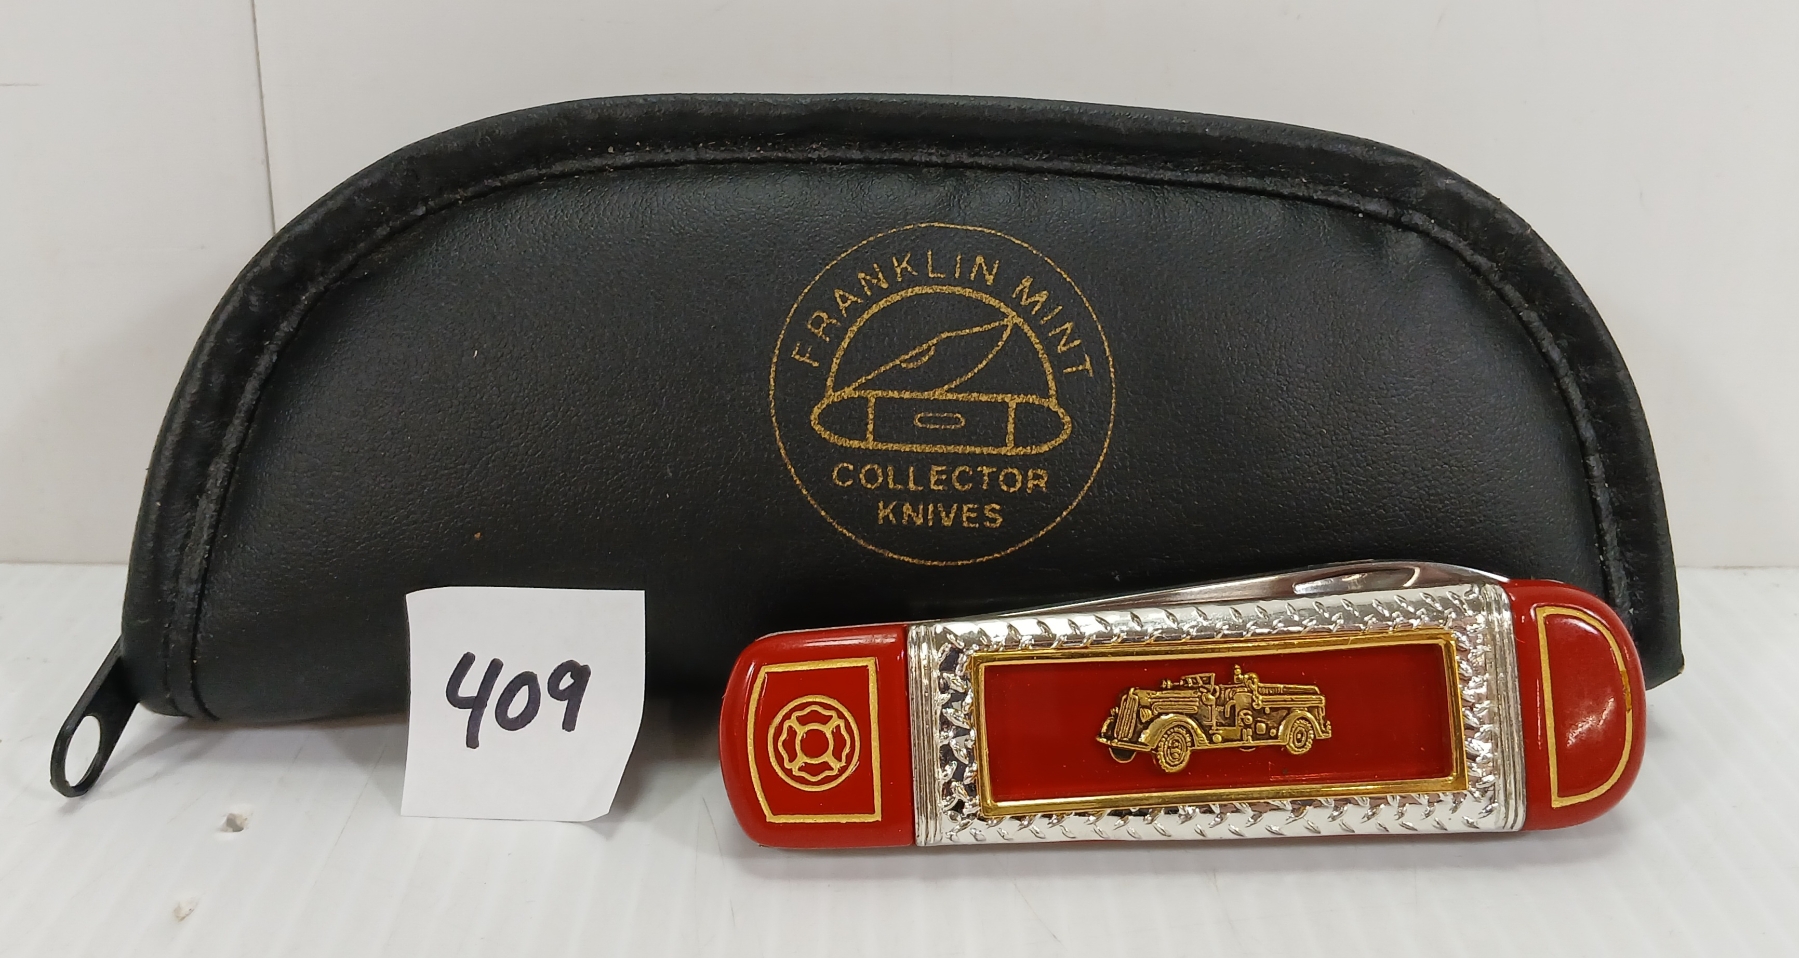 FRANKLIN MINT
COLLECTOR
KNIVES
409